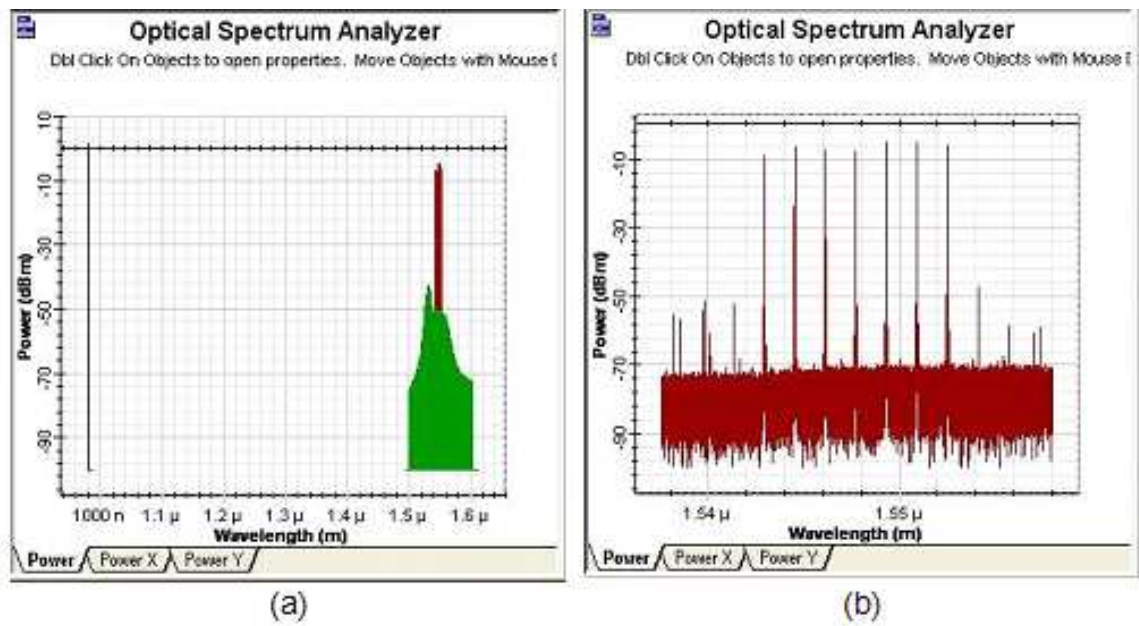 Optical Spectrum Analyzer
Dbl Click On Objects to open properties. Move Objects with Mouse D
10
-10
-30
-50
-70
-90
Power (dBm)
1000 n 1.1 µ 1.2 µ 1.3 µ 1.4 µ 1.5 µ 1.6 µ
Wavelength (m)
Power Power X Power Y
(a)
Optical Spectrum Analyzer
Dbl Click On Objects to open properties. Move Objects with Mouse
-10
-30
-50
-70
-90
Power (dBm)
1.54 µ 1.55 µ
Wavelength (m)
Power Power X Power Y
(b)